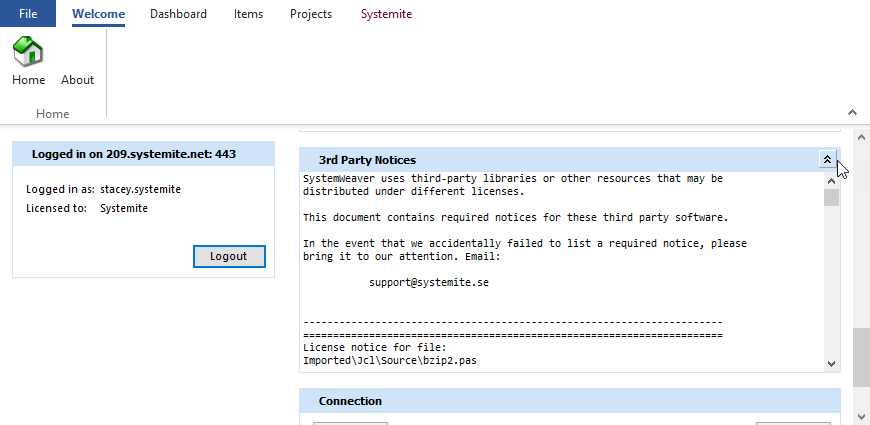 File Welcome Dashboard Items Projects Systemite
Home About
Home
Logged in on 209.systemite.net: 443
Logged in as: stacey.systemite
Licensed to: Systemite
Logout
3rd Party Notices
SystemWeaver uses third-party libraries or other resources that may be
distributed under different licenses.
This document contains required notices for these third party software.
In the event that we accidentally failed to list a required notice, please
bring it to our attention. Email:
support@systemite.se
----------------------------------------------------------------------
======================================================================
License notice for file:
Imported\Jcl\Source\bzip2.pas
Connection